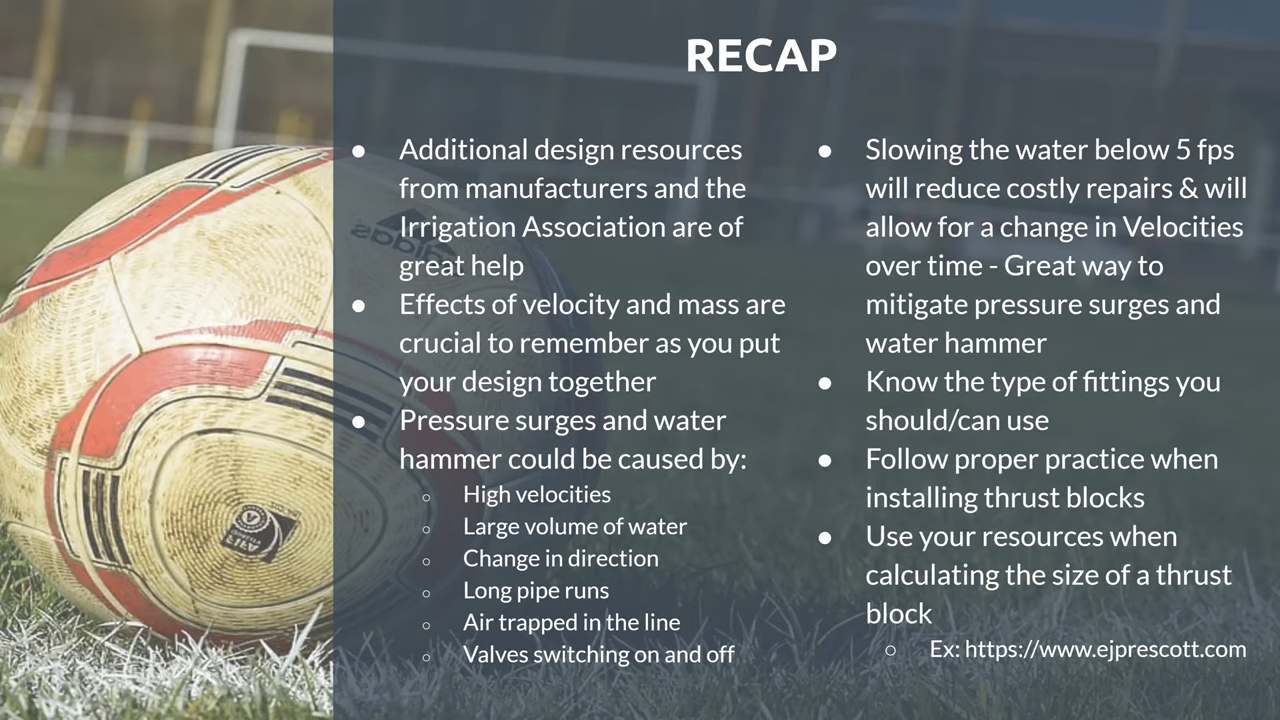 RECAP
● Additional design resources
from manufacturers and the
Irrigation Association are of
great help
● Effects of velocity and mass are
crucial to remember as you put
your design together
● Pressure surges and water
hammer could be caused by:
○ High velocities
○ Large volume of water
○ Change in direction
○ Long pipe runs
○ Air trapped in the line
○ Valves switching on and off
● Slowing the water below 5 fps
will reduce costly repairs & will
allow for a change in Velocities
over time - Great way to
mitigate pressure surges and
water hammer
● Know the type of fittings you
should/can use
● Follow proper practice when
installing thrust blocks
● Use your resources when
calculating the size of a thrust
block
○ Ex: https://www.ejprescott.com
adidas